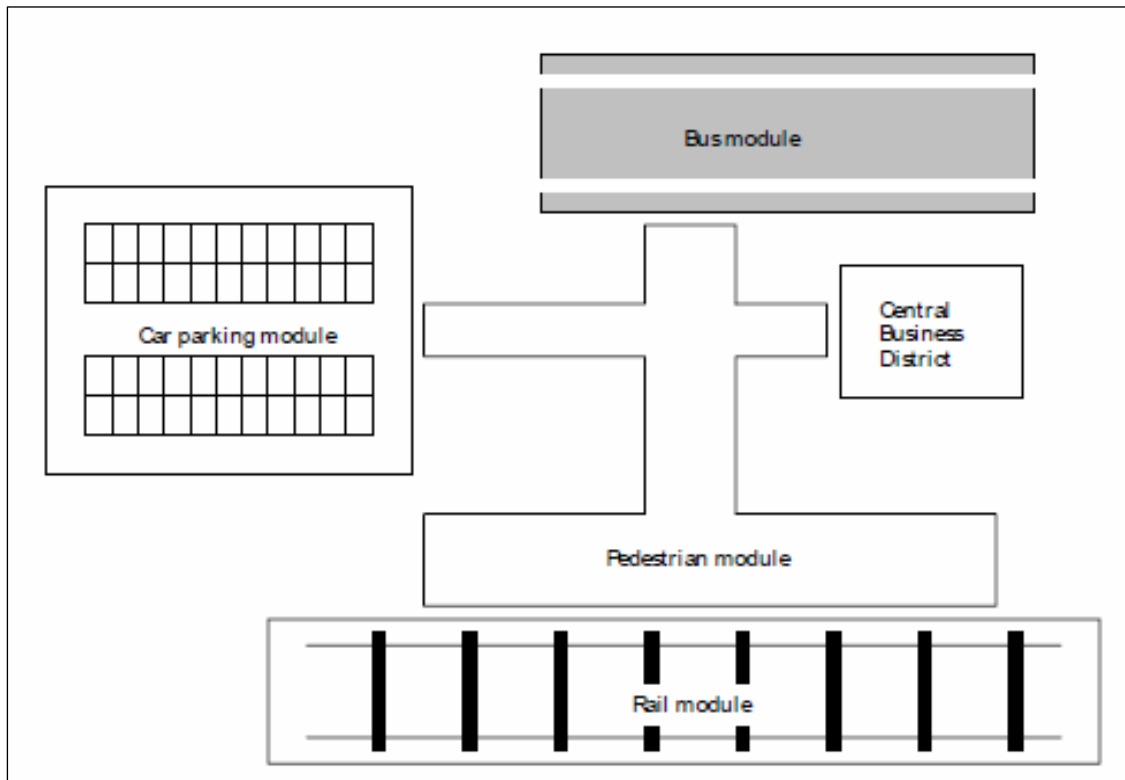 Bus module
Central
Business
District
Car parking module
Pedestrian module
Rail module